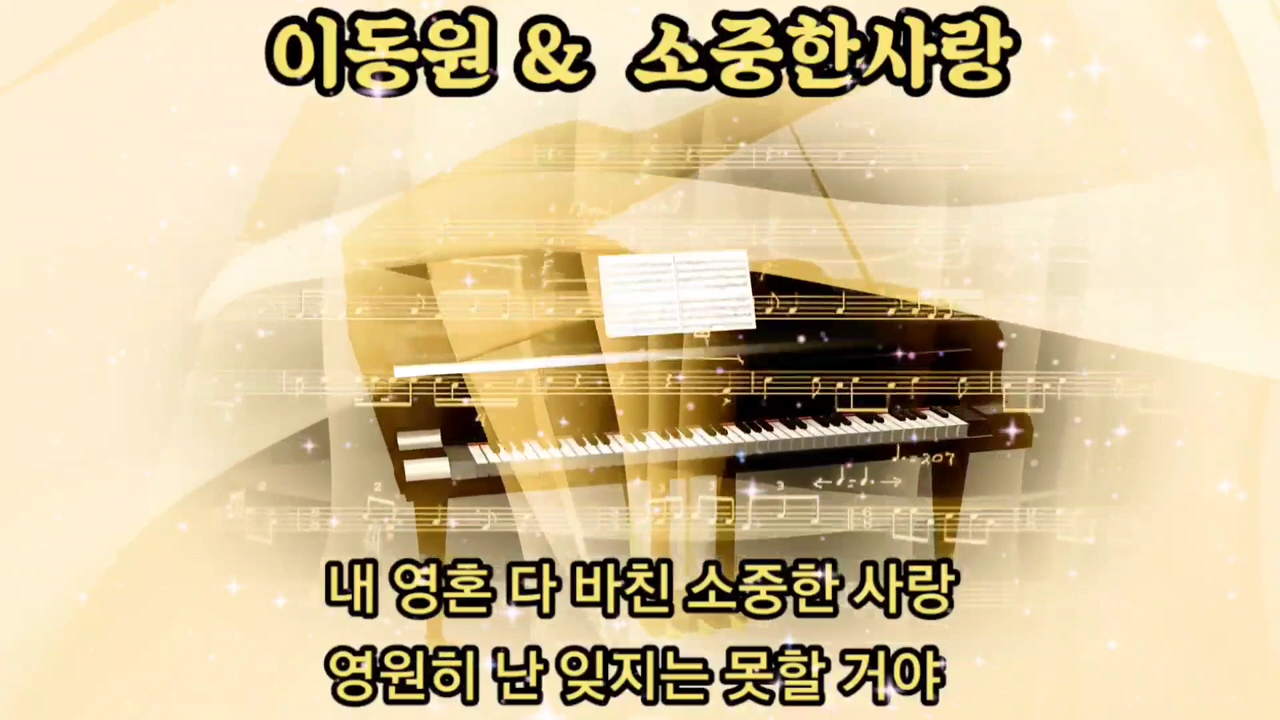 이동원 & 소중한사랑
♩.=207
내 영혼 다 바친 소중한 사랑
영원히 난 잊지는 못할 거야